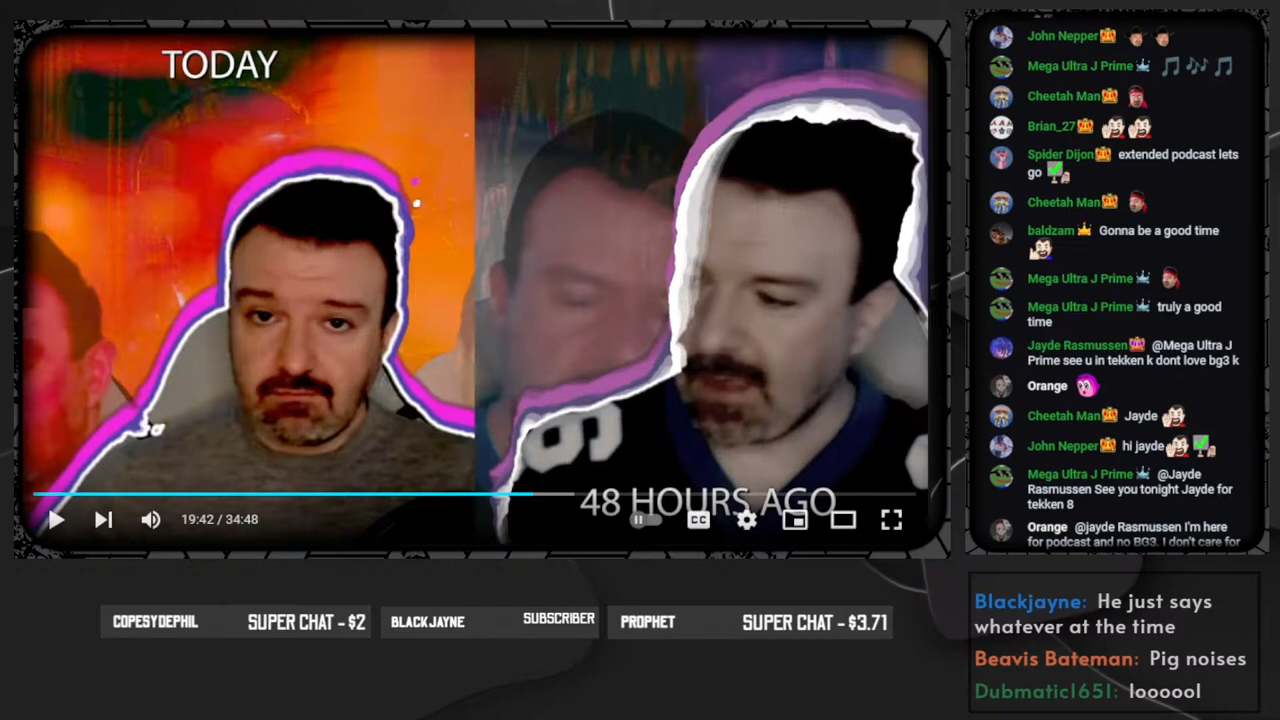 TODAY
48 HOURS AGO
19:42 / 34:48
CC
John Nepper
Mega Ultra J Prime
Cheetah Man
Brian_27
Spider Dijon extended podcast lets
go
Cheetah Man
baldzam Gonna be a good time
Mega Ultra J Prime
Mega Ultra J Prime truly a good
time
Jayde Rasmussen @Mega Ultra J
Prime see u in tekken k dont love bg3 k
Orange
Cheetah Man Jayde
John Nepper hi jayde
Mega Ultra J Prime @Jayde
Rasmussen See you tonight Jayde for
tekken 8
Orange @jayde Rasmussen I'm here
for podcast and no BG3. I don't care for
COPESYDEPHIL SUPER CHAT - $2
BLACKJAYNE SUBSCRIBER
PROPHET SUPER CHAT - $3.71
Blackjayne: He just says
whatever at the time
Beavis Bateman: Pig noises
Dubmatic1651: loooool